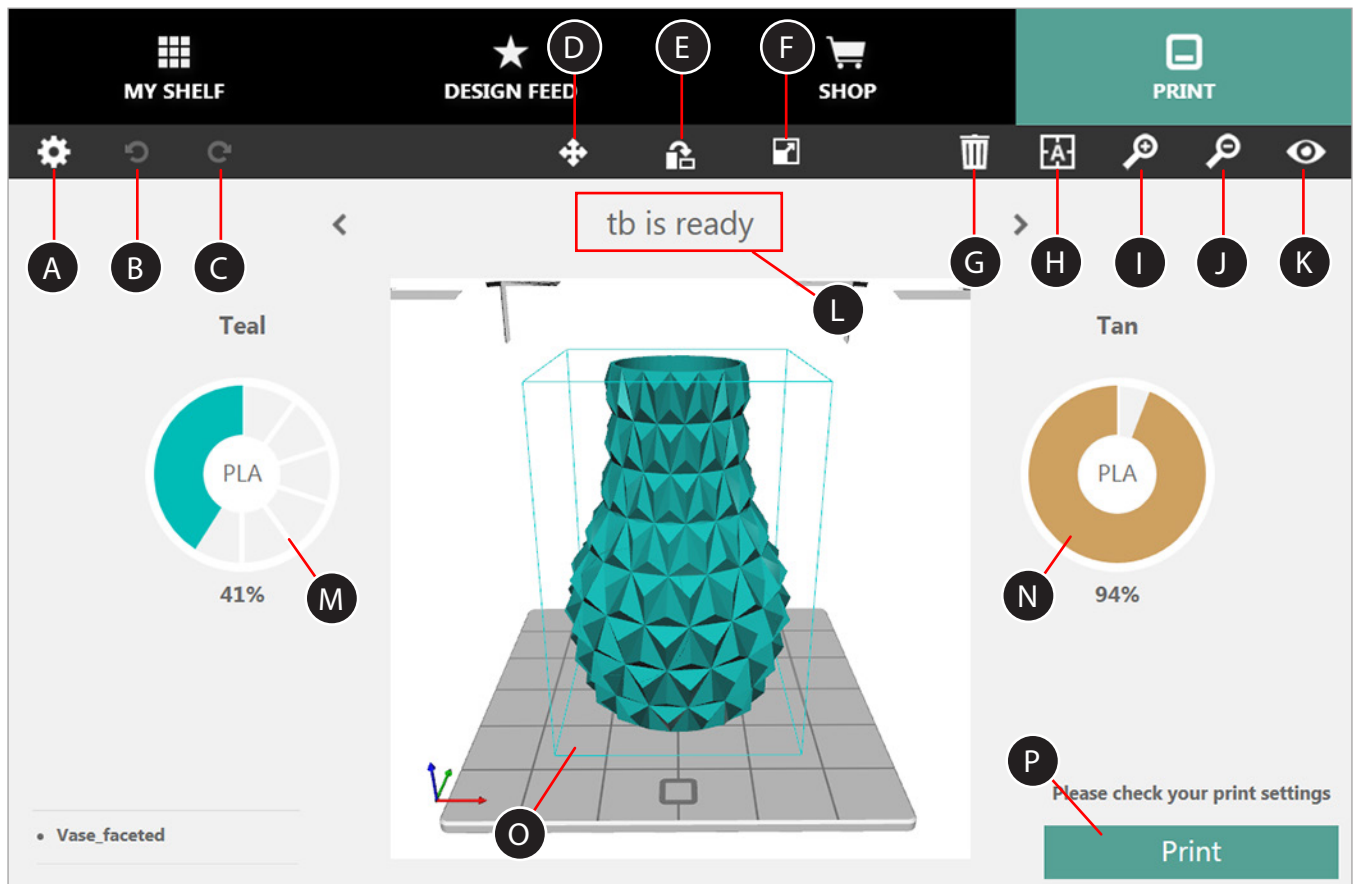 MY SHELF
DESIGN FEED
SHOP
PRINT
D
E
F
A
A
B
C
G
H
I
J
K
tb is ready
L
Teal
Tan
PLA
PLA
41%
94%
M
N
P
Please check your print settings
O
• Vase_faceted
Print